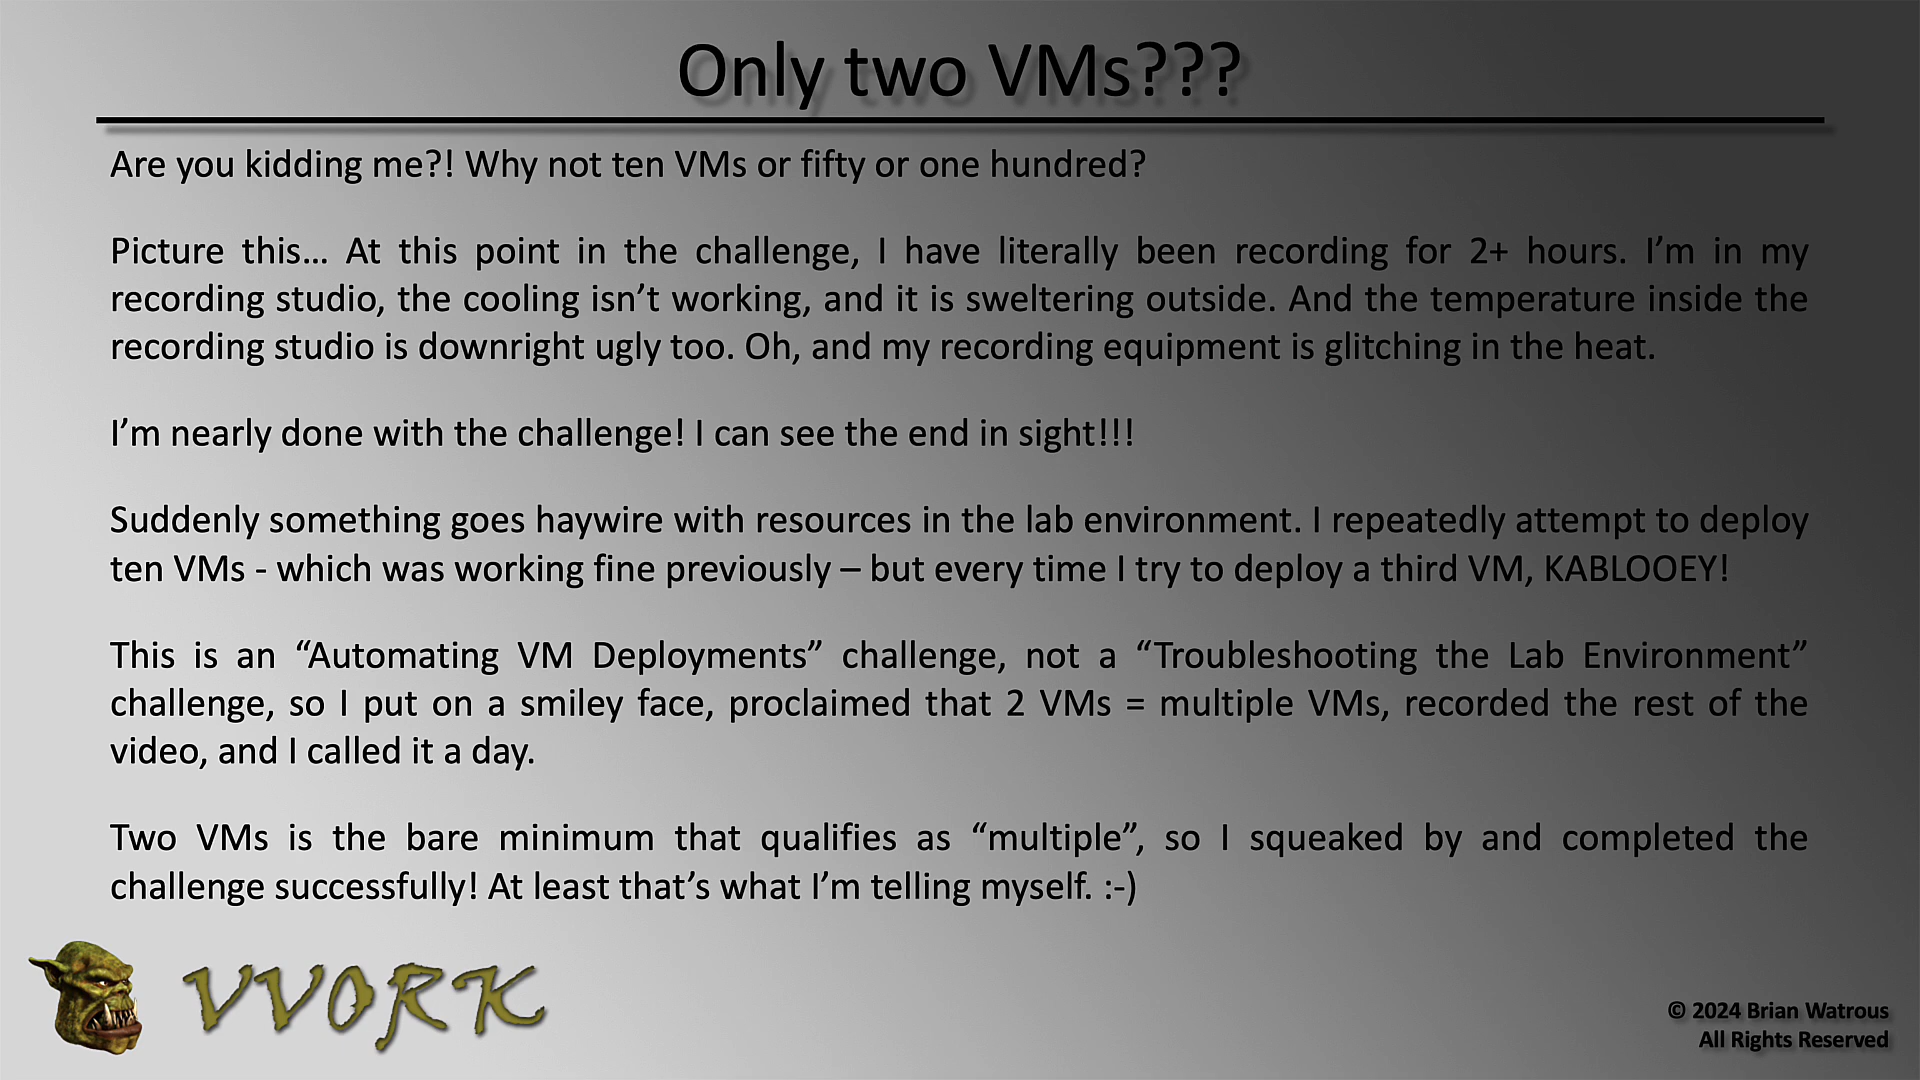 Only two VMs???
Are you kidding me?! Why not ten VMs or fifty or one hundred?
Picture this… At this point in the challenge, I have literally been recording for 2+ hours. I’m in my
recording studio, the cooling isn’t working, and it is sweltering outside. And the temperature inside the
recording studio is downright ugly too. Oh, and my recording equipment is glitching in the heat.
I’m nearly done with the challenge! I can see the end in sight!!!
Suddenly something goes haywire with resources in the lab environment. I repeatedly attempt to deploy
ten VMs - which was working fine previously – but every time I try to deploy a third VM, KABLOOEY!
This is an “Automating VM Deployments” challenge, not a “Troubleshooting the Lab Environment”
challenge, so I put on a smiley face, proclaimed that 2 VMs = multiple VMs, recorded the rest of the
video, and I called it a day.
Two VMs is the bare minimum that qualifies as “multiple”, so I squeaked by and completed the
challenge successfully! At least that’s what I’m telling myself. :-)
VVORK
© 2024 Brian Watrous
All Rights Reserved